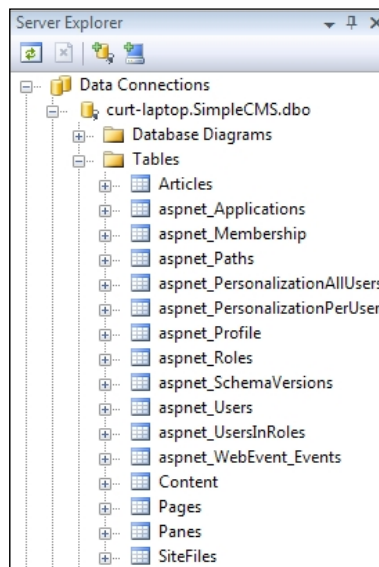 Server Explorer
Data Connections
curt-laptop.SimpleCMS.dbo
Database Diagrams
Tables
Articles
aspnet_Applications
aspnet_Membership
aspnet_Paths
aspnet_PersonalizationAllUsers
aspnet_PersonalizationPerUser
aspnet_Profile
aspnet_Roles
aspnet_SchemaVersions
aspnet_Users
aspnet_UsersInRoles
aspnet_WebEvent_Events
Content
Pages
Panes
SiteFiles